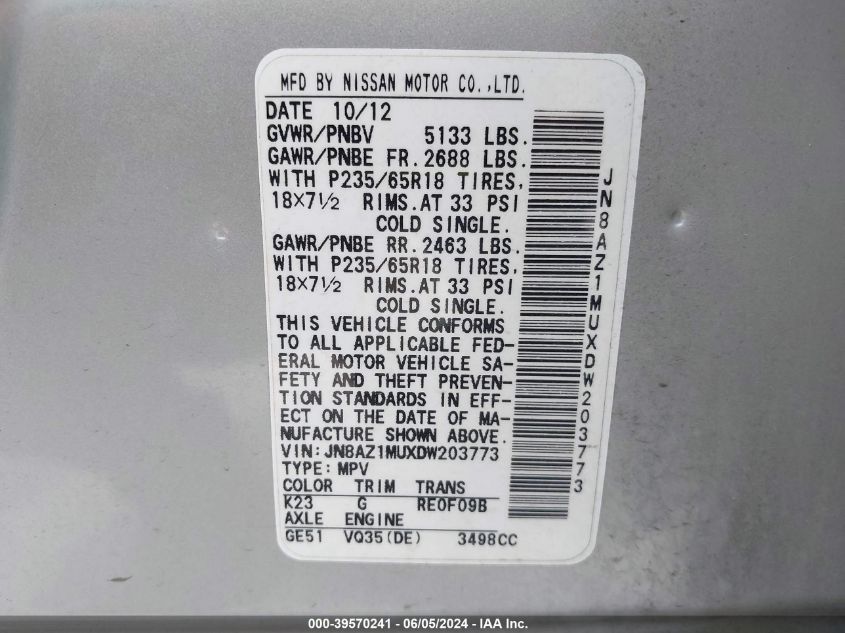 MFD BY NISSAN MOTOR CO.,LTD.
DATE 10/12
GVWR/PNBV 5133 LBS.
GAWR/PNBE FR. 2688 LBS.
WITH P235/65R18 TIRES,
18×7½ RIMS. AT 33 PSI
COLD SINGLE.
GAWR/PNBE RR. 2463 LBS.
WITH P235/65R18 TIRES,
18×7½ RIMS. AT 33 PSI
COLD SINGLE.
THIS VEHICLE CONFORMS
TO ALL APPLICABLE FED-
ERAL MOTOR VEHICLE SA-
FETY AND THEFT PREVEN-
TION STANDARDS IN EFF-
ECT ON THE DATE OF MA-
NUFACTURE SHOWN ABOVE.
VIN: JN8AZ1MUXDW203773
TYPE: MPV
COLOR TRIM TRANS
K23 G RE0F09B
AXLE ENGINE
GE51 VQ35(DE) 3498CC
JN8AZ1MUXDW203773
000-39570241 - 06/05/2024 - IAA Inc.